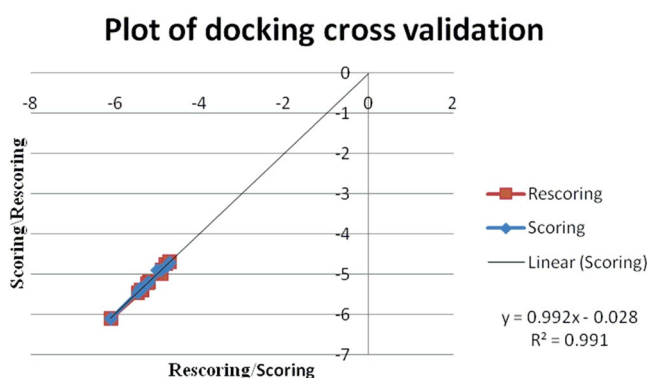 Plot of docking cross validation
0
-8 -6 -4 -2 0 2
-1
-2
-3
-4
-5
-6
-7
Scoring\Rescoring
Rescoring/Scoring
Rescoring
Scoring
Linear (Scoring)
y = 0.992x - 0.028
R² = 0.991